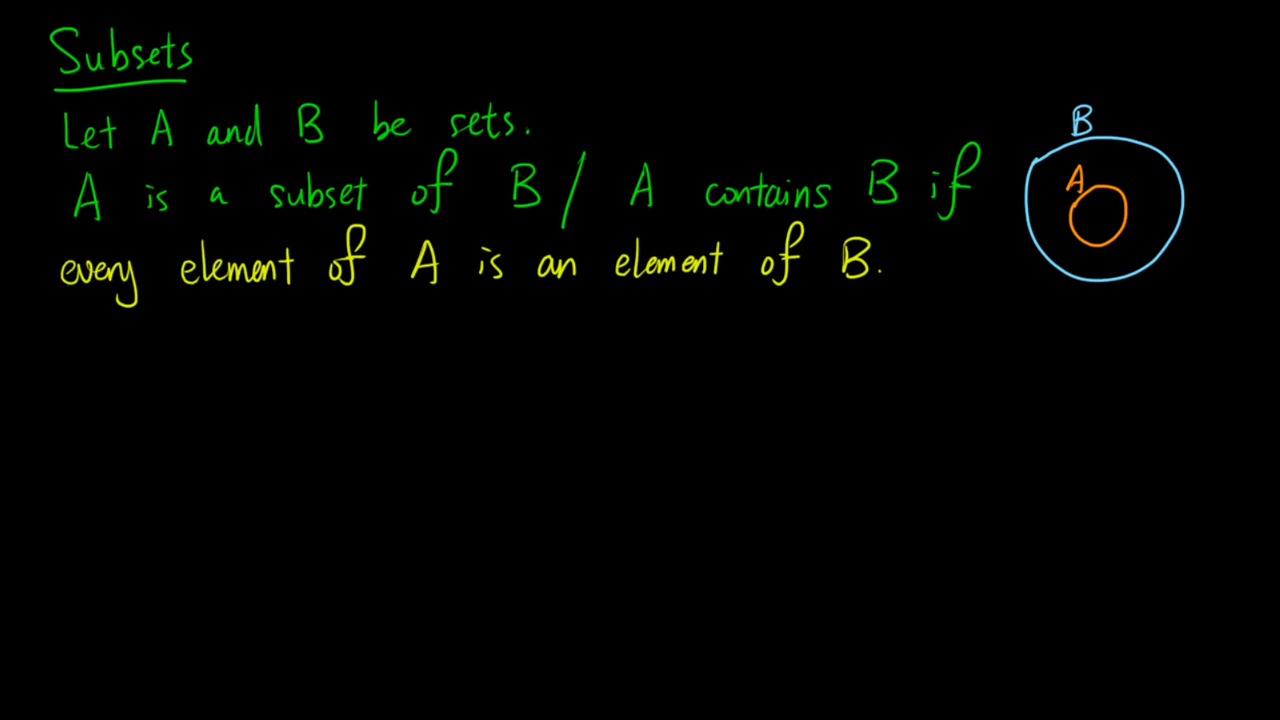 Subsets
Let A and B be sets.
A is a subset of B / A contains B if
every element of A is an element of B.
B
A